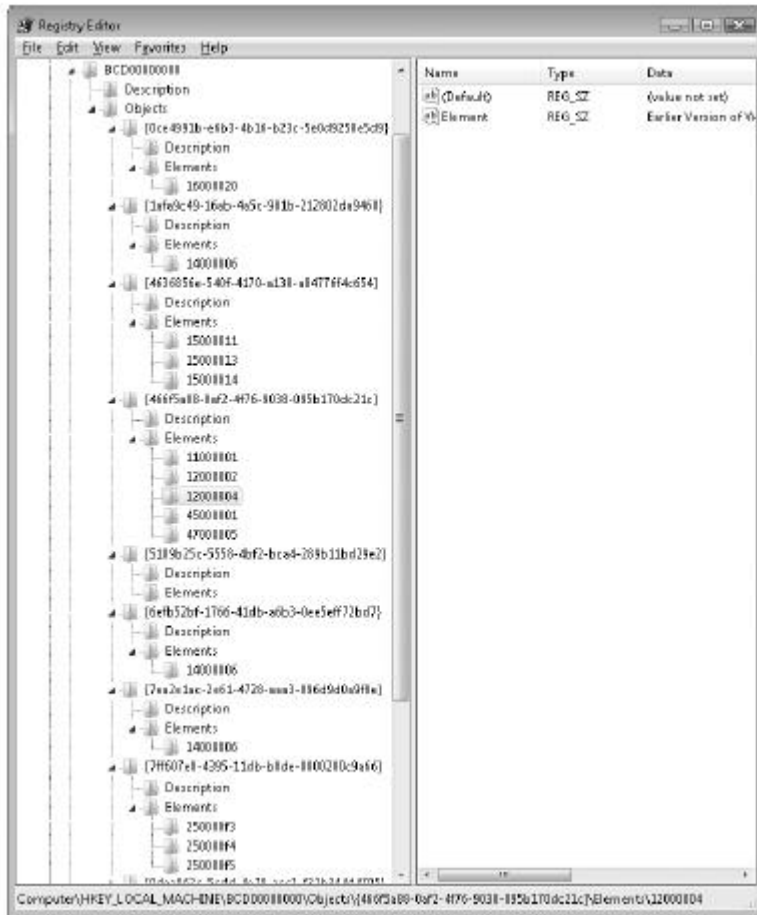 Registry Editor
File Edit View Favorites Help
BCD00000000
Description
Objects
{0ce4991b-e6b3-4b16-b23c-5e0d9250e5d9}
Description
Elements
16000020
{1afa9c49-16ab-4a5c-901b-212802da9460}
Description
Elements
14000006
{4636856e-540f-4170-a130-a84776f4c654}
Description
Elements
15000011
15000013
15000014
{466f5a88-0af2-4f76-9038-095b170dc21c}
Description
Elements
11000001
12000002
12000004
45000001
47000005
{5189b25c-5558-4bf2-bca4-289b11bd29e2}
Description
Elements
{6efb52bf-1766-41db-a6b3-0ee5eff72bd7}
Description
Elements
14000006
{7ea2e1ac-2e61-4728-aaa3-896d9d0a9f0e}
Description
Elements
14000006
{7ff607e0-4395-11db-b0de-0800200c9a66}
Description
Elements
250000f3
250000f4
250000f5
Name Type Data
(Default) REG_SZ (value not set)
Element REG_SZ Earlier Version of
Computer\HKEY_LOCAL_MACHINE\BCD00000000\Objects\{466f5a88-0af2-4f76-9038-095b170dc21c}\Elements\12000004